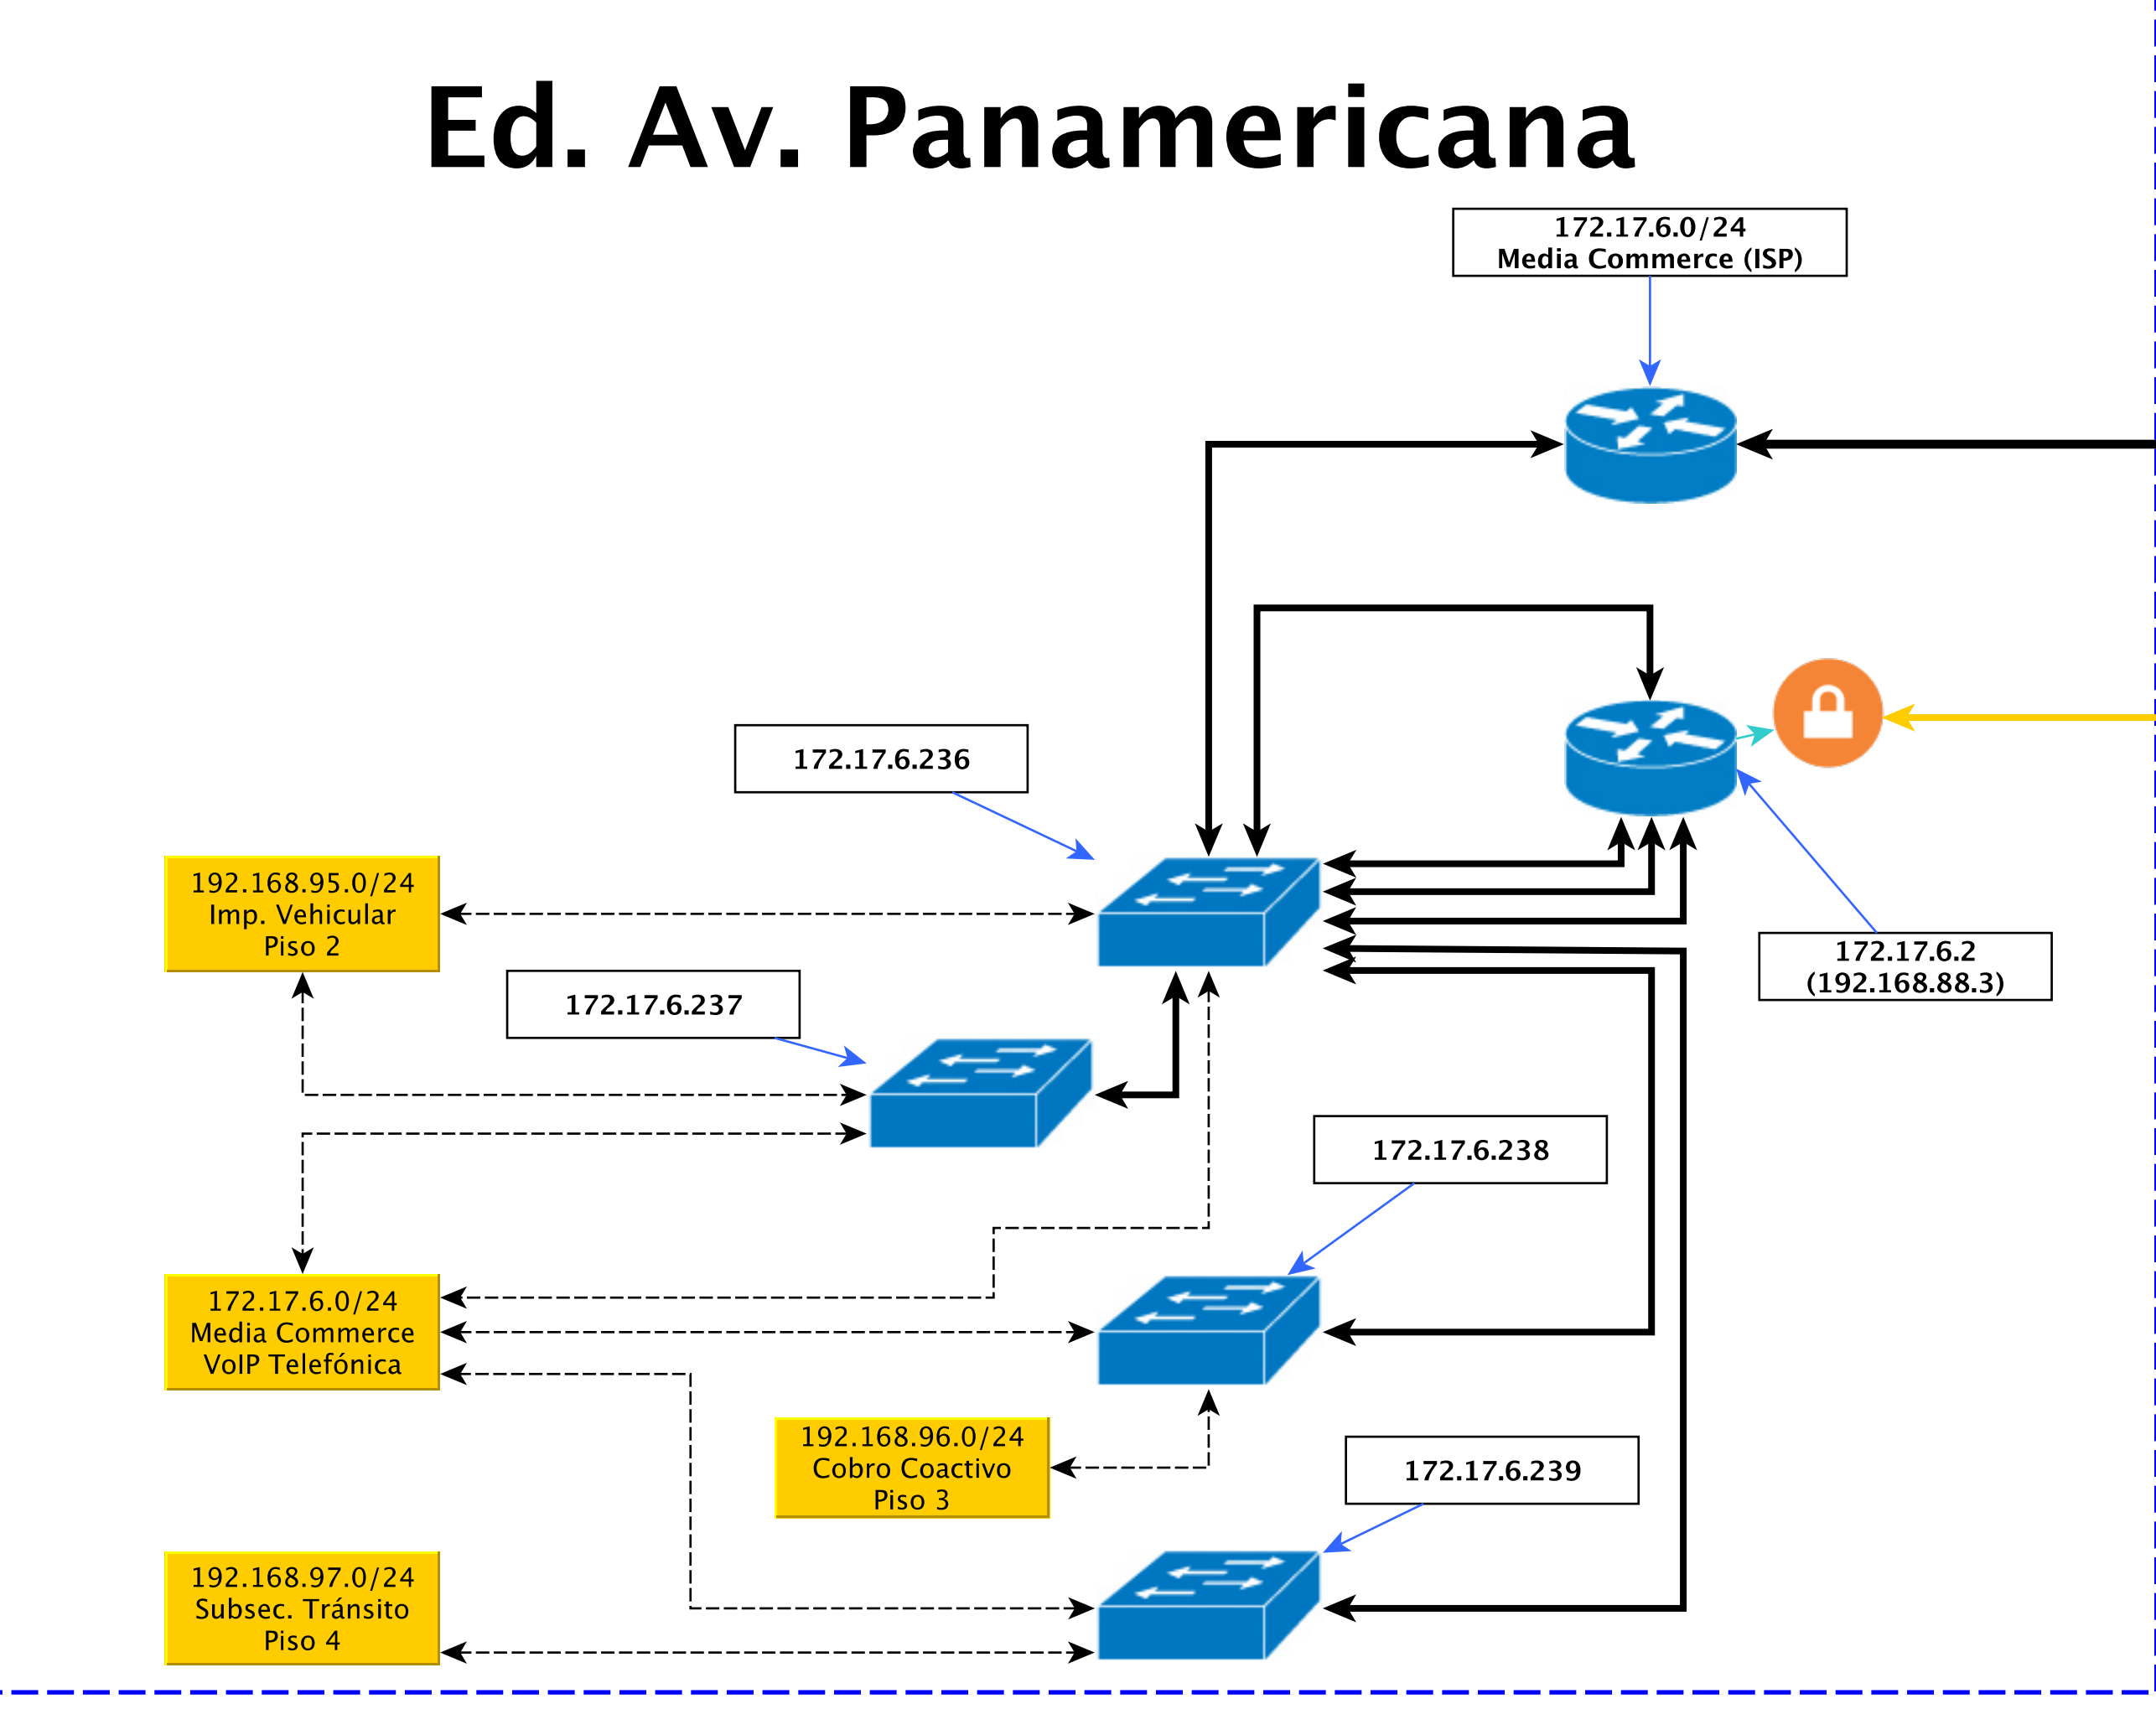 Ed. Av. Panamericana
172.17.6.0/24
Media Commerce (ISP)
172.17.6.236
192.168.95.0/24
Imp. Vehicular
Piso 2
172.17.6.2
(192.168.88.3)
172.17.6.237
172.17.6.238
172.17.6.0/24
Media Commerce
VoIP Telefónica
192.168.96.0/24
Cobro Coactivo
Piso 3
172.17.6.239
192.168.97.0/24
Subsec. Tránsito
Piso 4